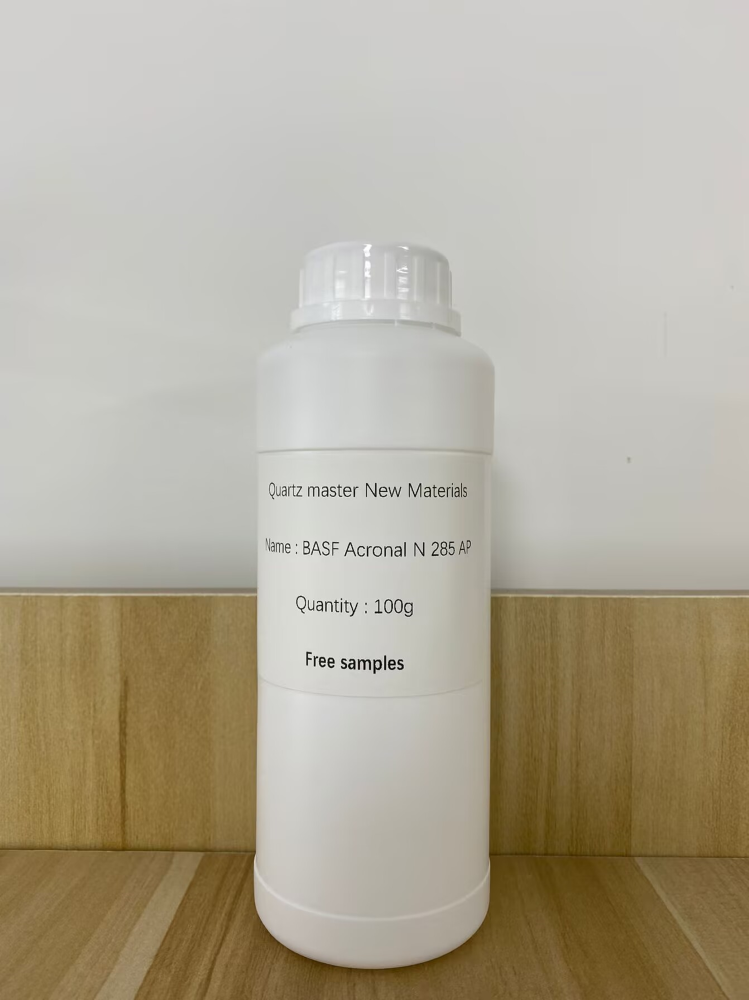 Quartz master New Materials
Name : BASF Acronal N 285 AP
Quantity : 100g
Free samples